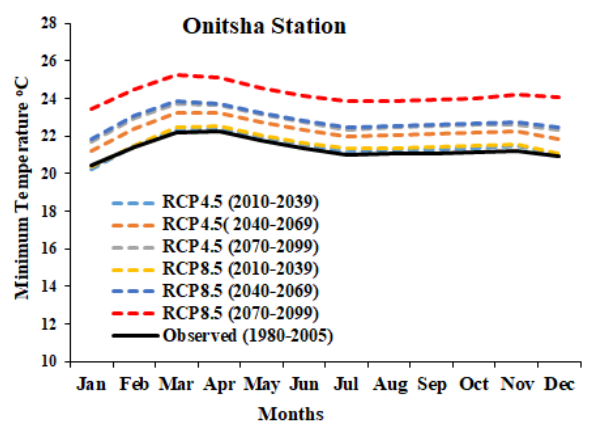 Onitsha Station
Minimum Temperature °C
28
26
24
22
20
18
16
14
12
10
RCP4.5 (2010-2039)
RCP4.5( 2040-2069)
RCP4.5 (2070-2099)
RCP8.5 (2010-2039)
RCP8.5 (2040-2069)
RCP8.5 (2070-2099)
Observed (1980-2005)
Jan Feb Mar Apr May Jun Jul Aug Sep Oct Nov Dec
Months